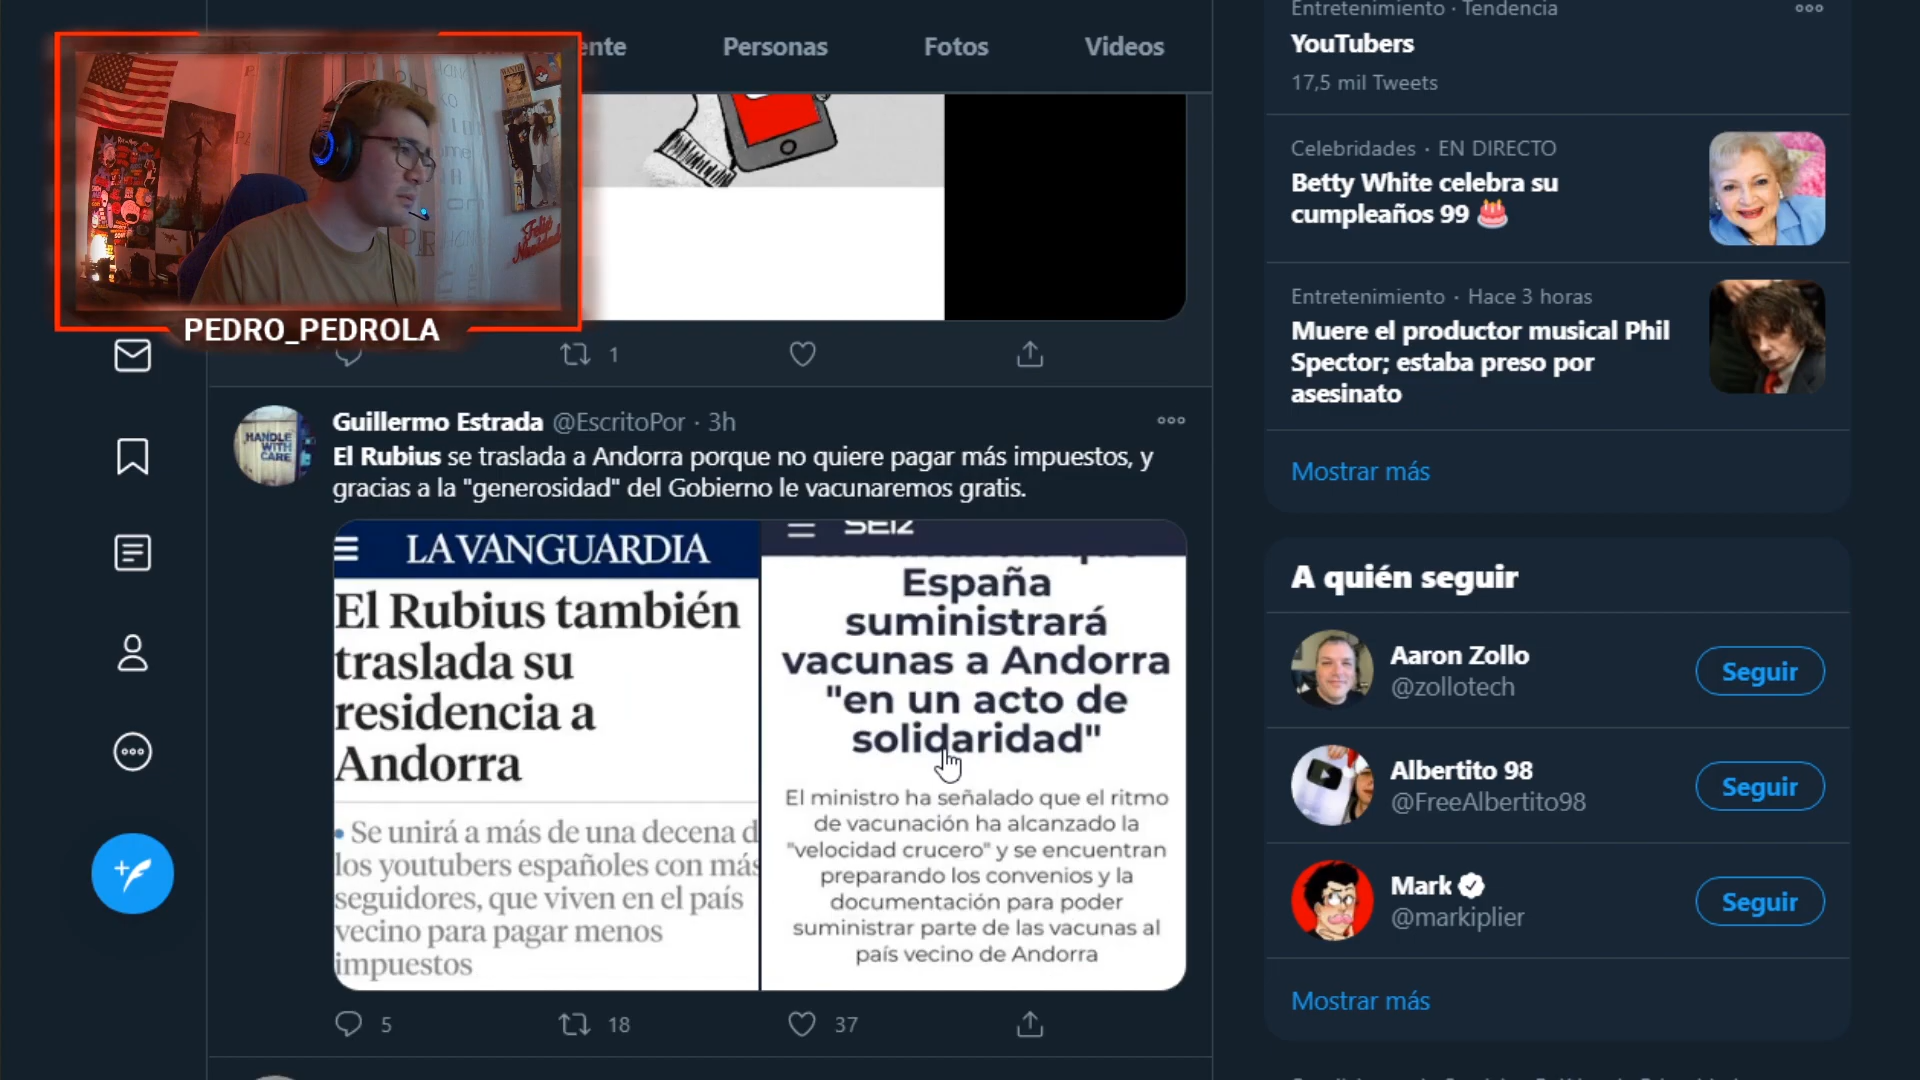 ente
Personas
Fotos
Videos
PEDRO_PEDROLA
1
Guillermo Estrada @EscritoPor · 3h
El Rubius se traslada a Andorra porque no quiere pagar más impuestos, y
gracias a la "generosidad" del Gobierno le vacunaremos gratis.
HANDLE
WITH
CARE
LA VANGUARDIA
El Rubius también
traslada su
residencia a
Andorra
• Se unirá a más de una decena d
los youtubers españoles con más
seguidores, que viven en el país
vecino para pagar menos
impuestos
España
suministrará
vacunas a Andorra
"en un acto de
solidaridad"
El ministro ha señalado que el ritmo
de vacunación ha alcanzado la
"velocidad crucero" y se encuentran
preparando los convenios y la
documentación para poder
suministrar parte de las vacunas al
país vecino de Andorra
5
18
37
Entretenimiento · Tendencia
YouTubers
17,5 mil Tweets
Celebridades · EN DIRECTO
Betty White celebra su
cumpleaños 99
Entretenimiento · Hace 3 horas
Muere el productor musical Phil
Spector; estaba preso por
asesinato
Mostrar más
A quién seguir
Aaron Zollo
@zollotech
Seguir
Albertito 98
@FreeAlbertito98
Seguir
Mark
@markiplier
Seguir
Mostrar más